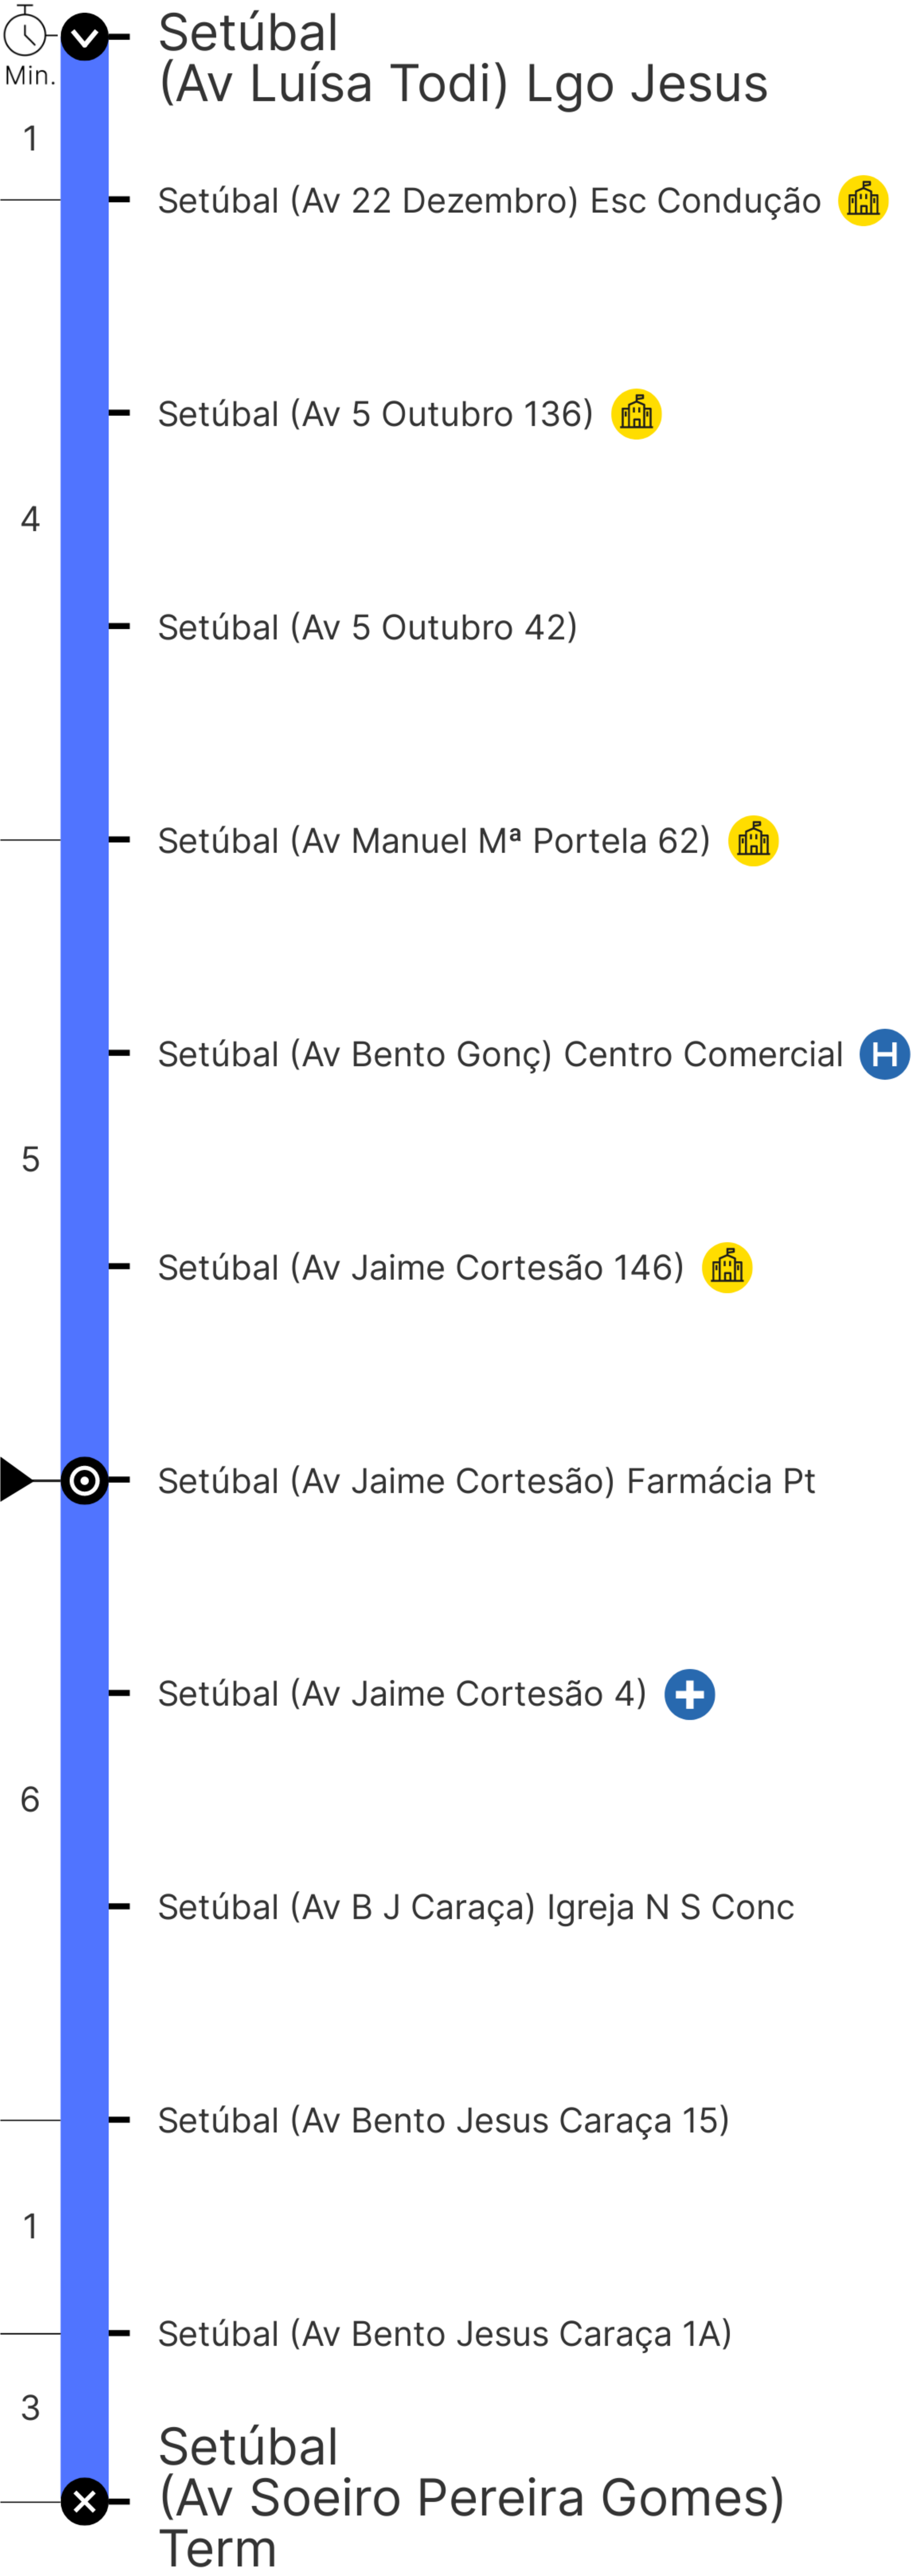 Setúbal
(Av Luísa Todi) Lgo Jesus
Min.
1
Setúbal (Av 22 Dezembro) Esc Condução
Setúbal (Av 5 Outubro 136)
4
Setúbal (Av 5 Outubro 42)
Setúbal (Av Manuel Mª Portela 62)
Setúbal (Av Bento Gonç) Centro Comercial H
5
Setúbal (Av Jaime Cortesão 146)
Setúbal (Av Jaime Cortesão) Farmácia Pt
Setúbal (Av Jaime Cortesão 4)
6
Setúbal (Av B J Caraça) Igreja N S Conc
Setúbal (Av Bento Jesus Caraça 15)
1
Setúbal (Av Bento Jesus Caraça 1A)
3
Setúbal
(Av Soeiro Pereira Gomes)
Term